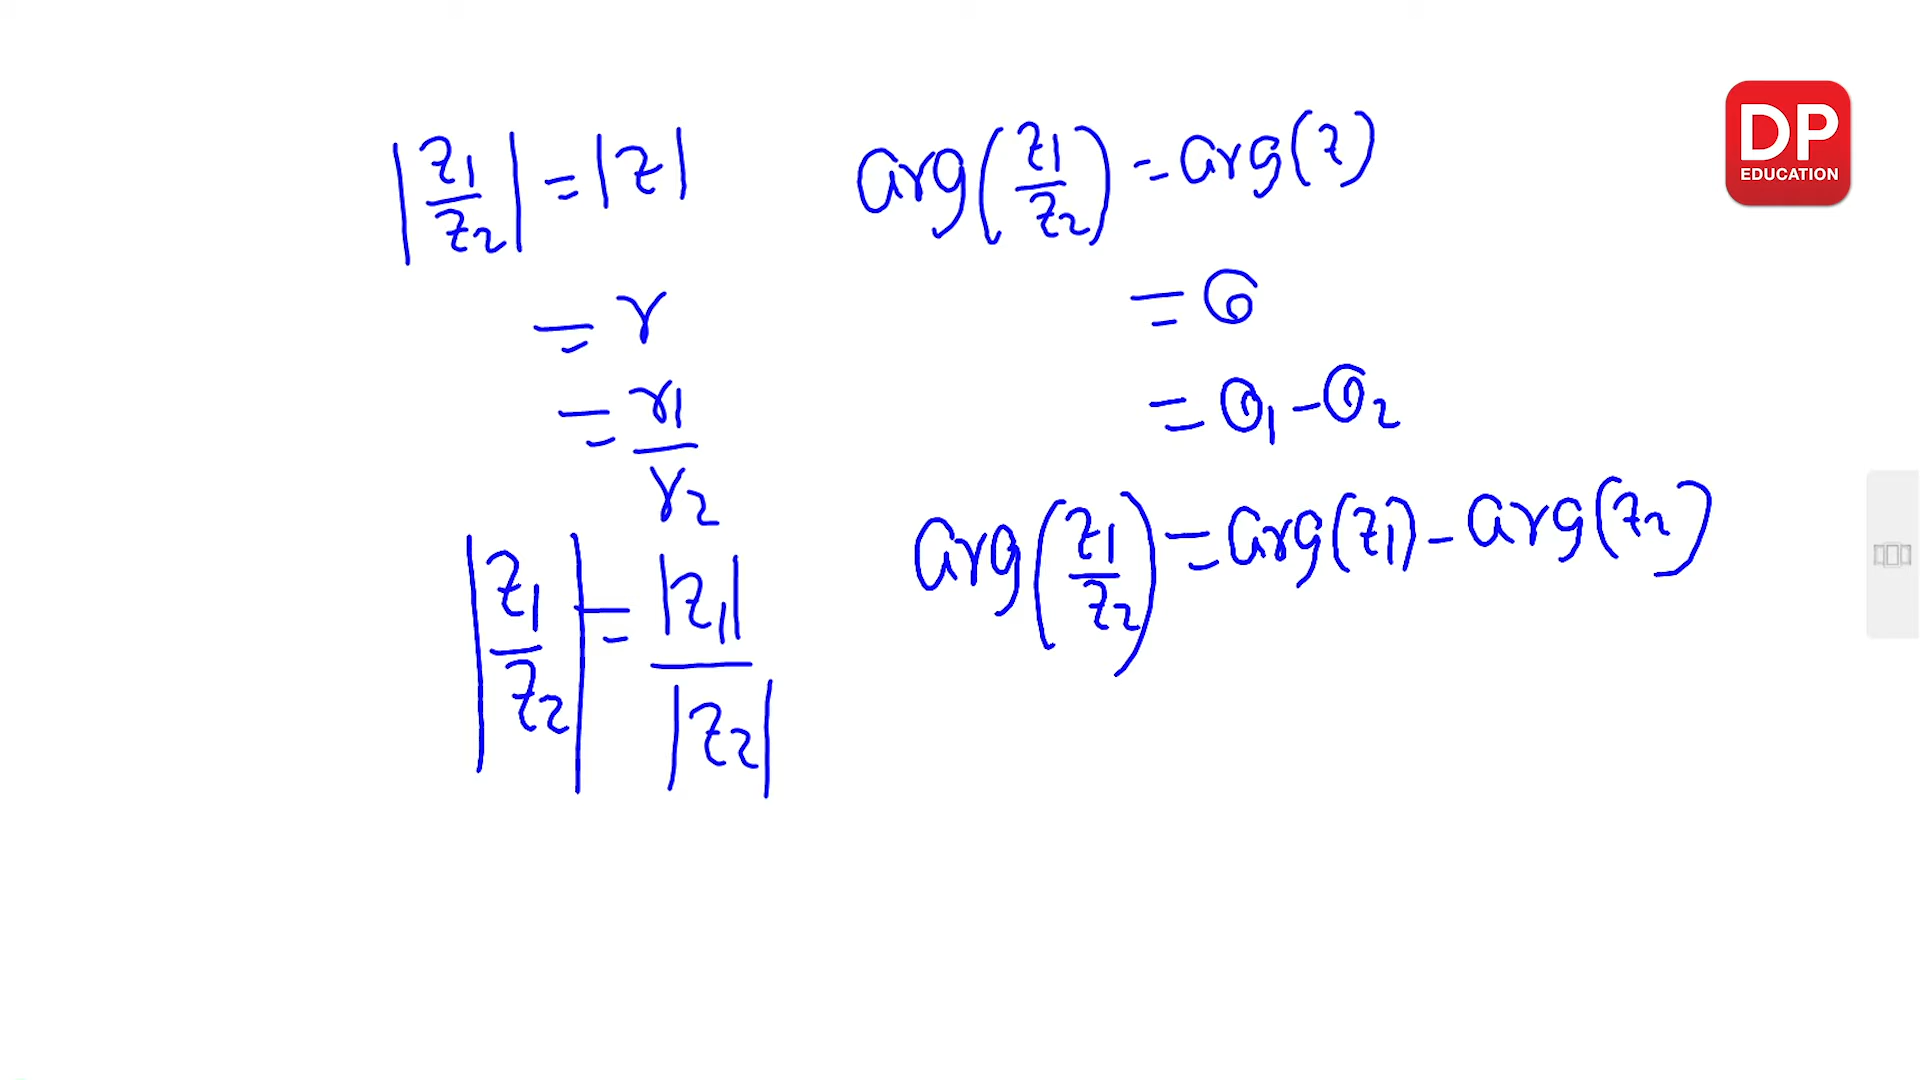 |z1/z2| = |z|
= r
= r1/r2
|z1/z2| = |z1|/|z2|
arg(z1/z2) = arg(z)
= θ
= θ1 - θ2
arg(z1/z2) = arg(z1) - arg(z2)
DP
EDUCATION